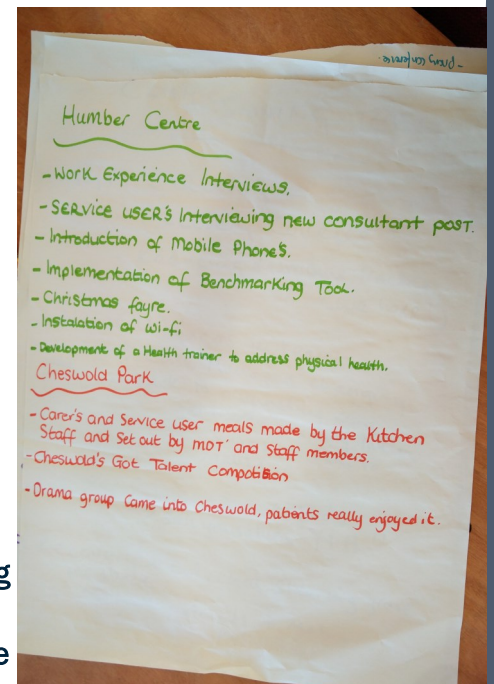 Humber Centre
- Work Experience Interviews.
- SERVICE USER'S Interviewing new consultant post.
- Introduction of Mobile Phone's.
- Implementation of Benchmarking Tool.
- Christmas fayre.
- Instalation of wi-fi
- Development of a Health trainer to address physical health.
Cheswold Park
- Carer's and Service user meals made by the Kitchen
Staff and Set out by MDT' and Staff members.
- Cheswold's Got Talent Compotision
- Drama group Came into Cheswold, patients really enjoyed it.
g
e